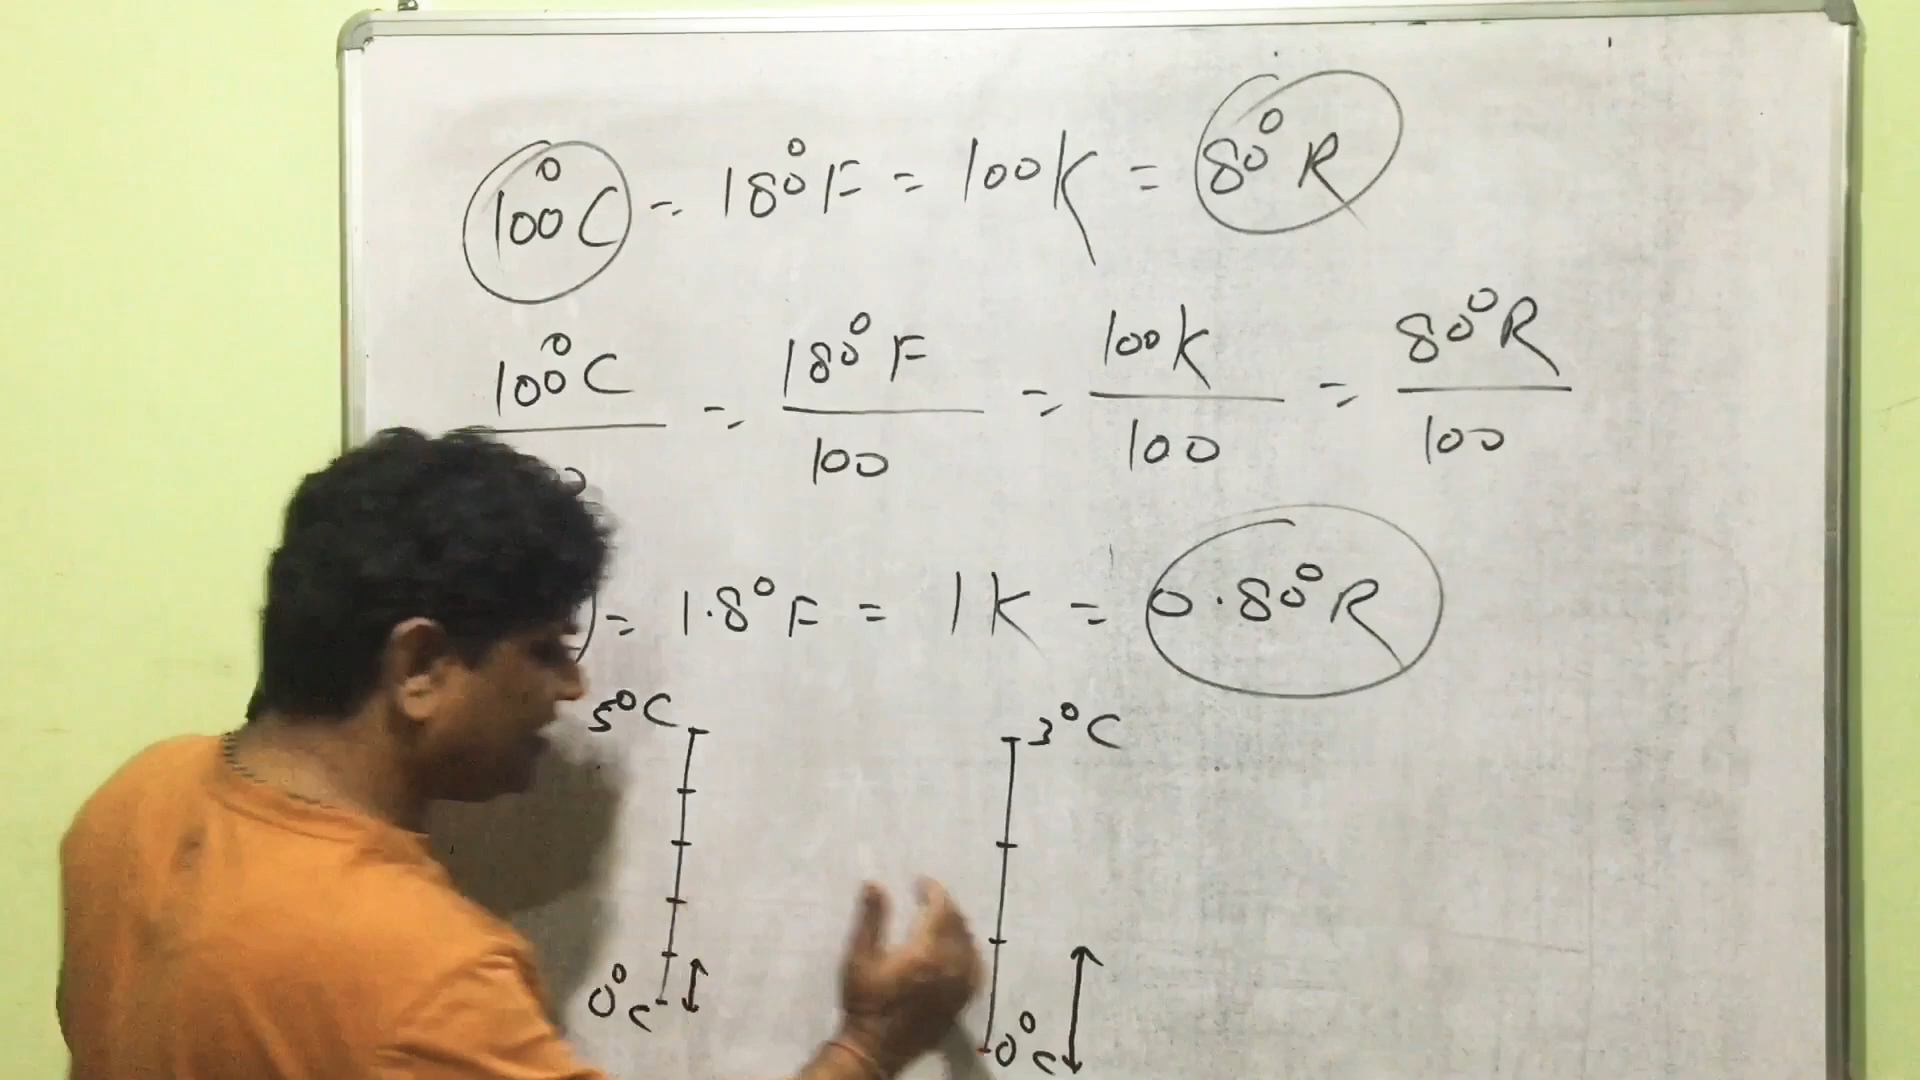 100°C = 180°F = 100K = 80°R
100°C = 180°F = 100K = 80°R
100 100 100
= 1.8°F = 1K = 0.80°R
5°C 3°C
0°C 0°C